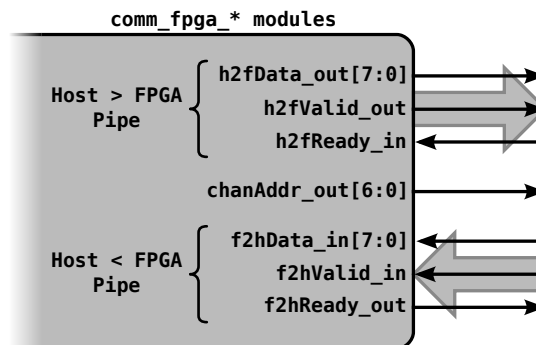 comm_fpga_* modules
Host > FPGA
Pipe
h2fData_out[7:0]
h2fValid_out
h2fReady_in
chanAddr_out[6:0]
Host < FPGA
Pipe
f2hData_in[7:0]
f2hValid_in
f2hReady_out